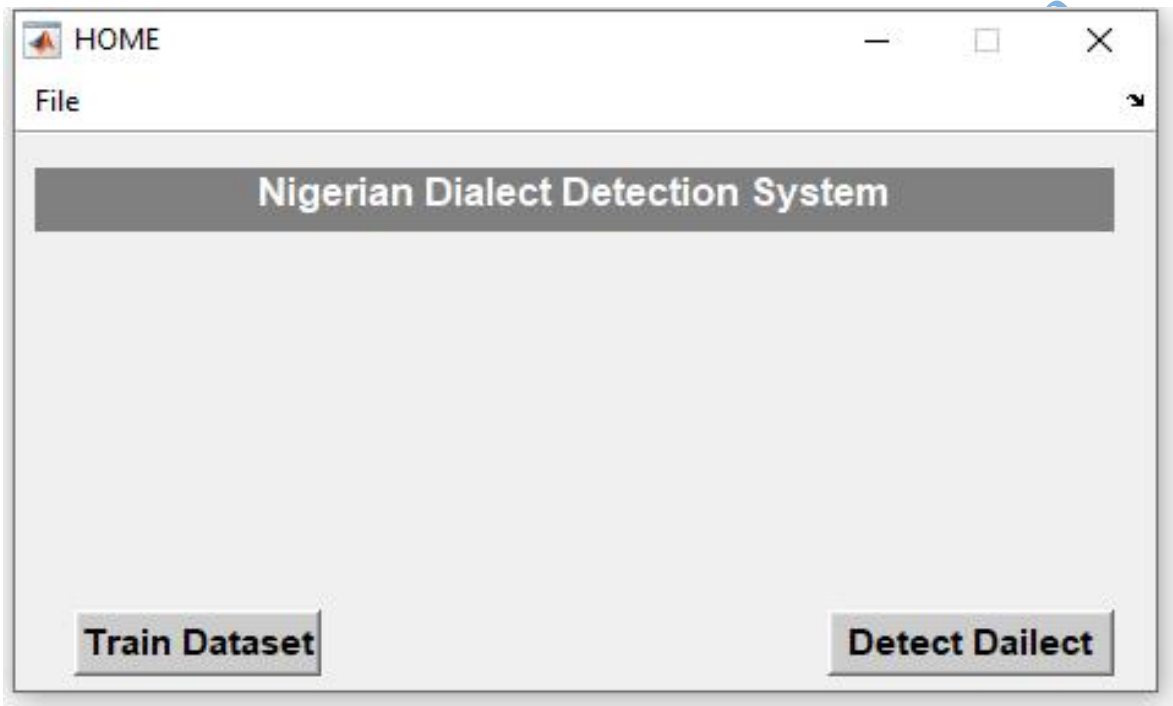 HOME
File
Nigerian Dialect Detection System
Train Dataset
Detect Dailect